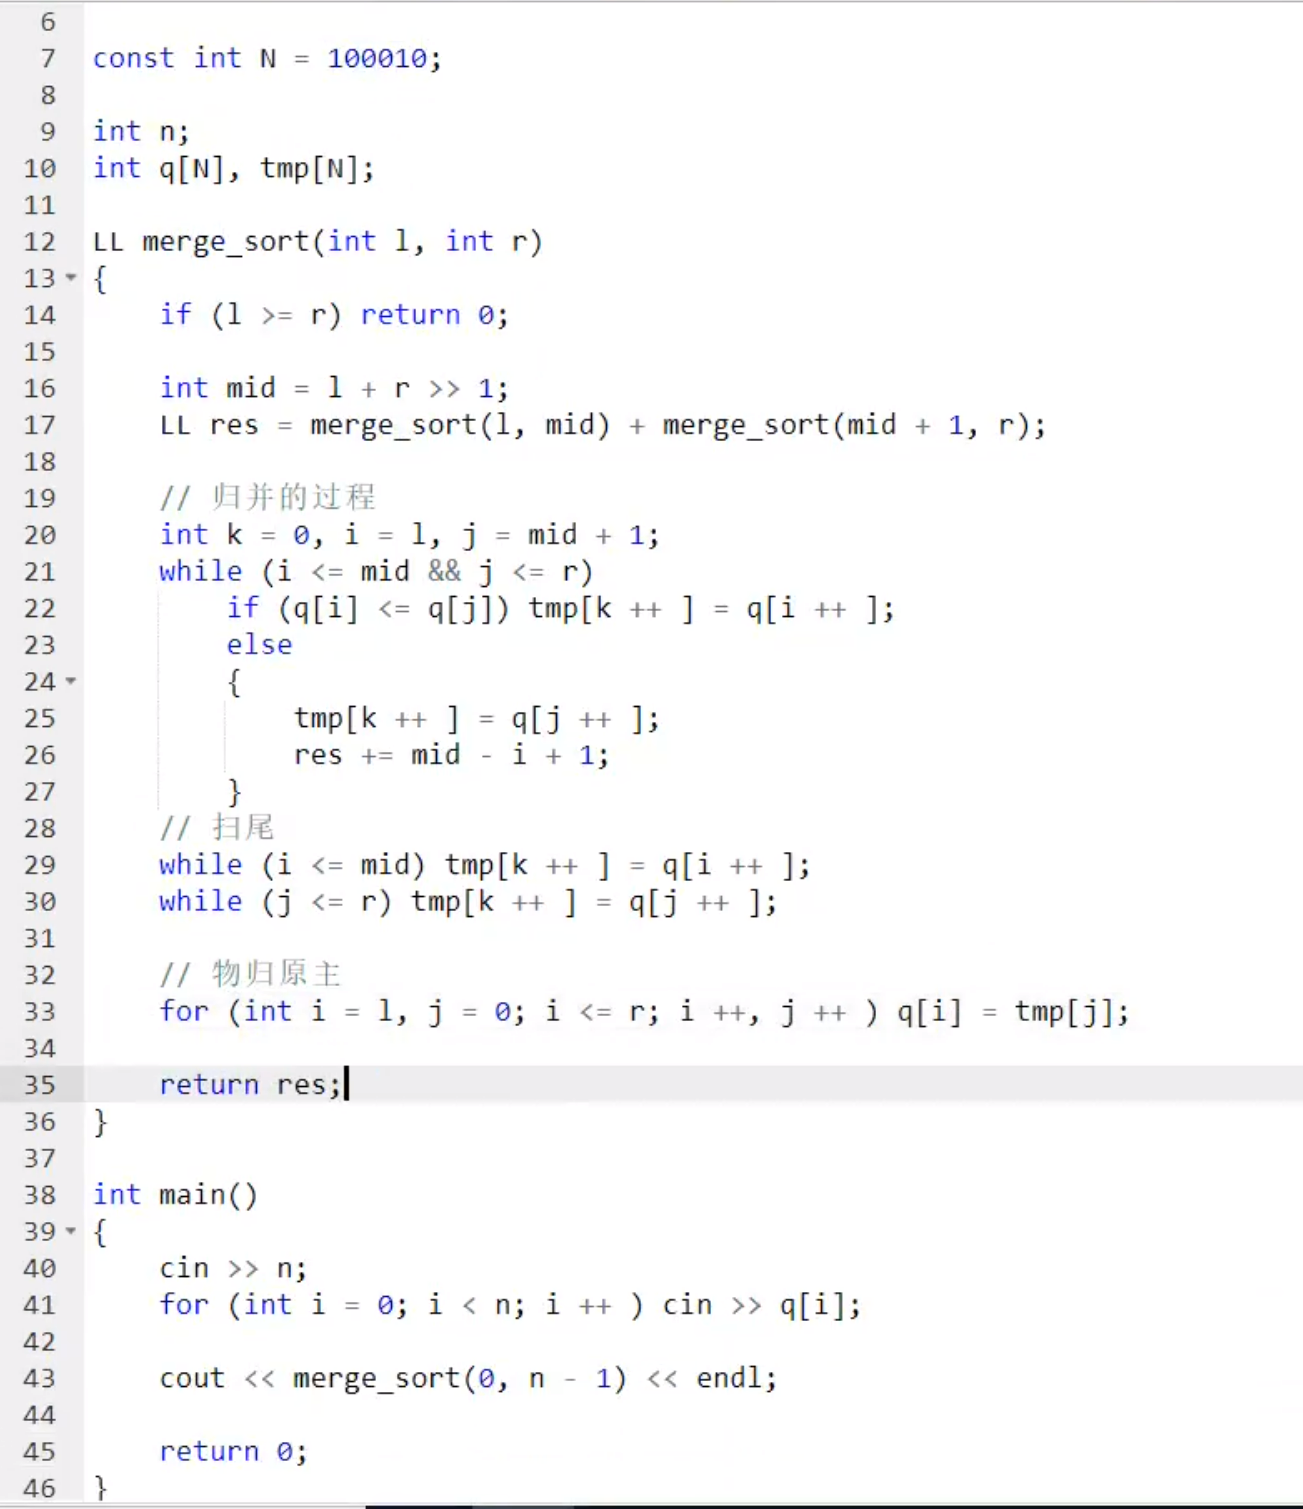 6
7 const int N = 100010;
8
9 int n;
10 int q[N], tmp[N];
11
12 LL merge_sort(int l, int r)
13 {
14     if (l >= r) return 0;
15
16     int mid = l + r >> 1;
17     LL res = merge_sort(l, mid) + merge_sort(mid + 1, r);
18
19     // 归并的过程
20     int k = 0, i = l, j = mid + 1;
21     while (i <= mid && j <= r)
22         if (q[i] <= q[j]) tmp[k ++ ] = q[i ++ ];
23         else
24         {
25             tmp[k ++ ] = q[j ++ ];
26             res += mid - i + 1;
27         }
28     // 扫尾
29     while (i <= mid) tmp[k ++ ] = q[i ++ ];
30     while (j <= r) tmp[k ++ ] = q[j ++ ];
31
32     // 物归原主
33     for (int i = l, j = 0; i <= r; i ++, j ++ ) q[i] = tmp[j];
34
35     return res;
36 }
37
38 int main()
39 {
40     cin >> n;
41     for (int i = 0; i < n; i ++ ) cin >> q[i];
42
43     cout << merge_sort(0, n - 1) << endl;
44
45     return 0;
46 }